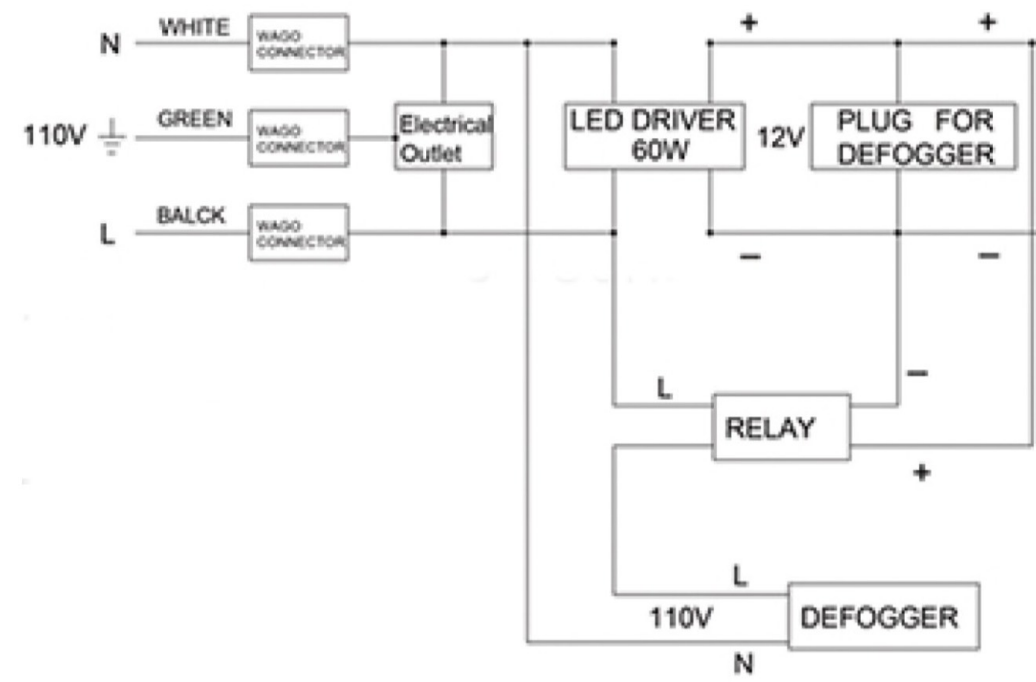 WHITE
N
WAGO
CONNECTOR
+
+
GREEN
110V
WAGO
CONNECTOR
Electrical
Outlet
LED DRIVER
60W
12V
PLUG FOR
DEFOGGER
BALCK
L
WAGO
CONNECTOR
−
−
−
L
RELAY
+
L
110V
DEFOGGER
N